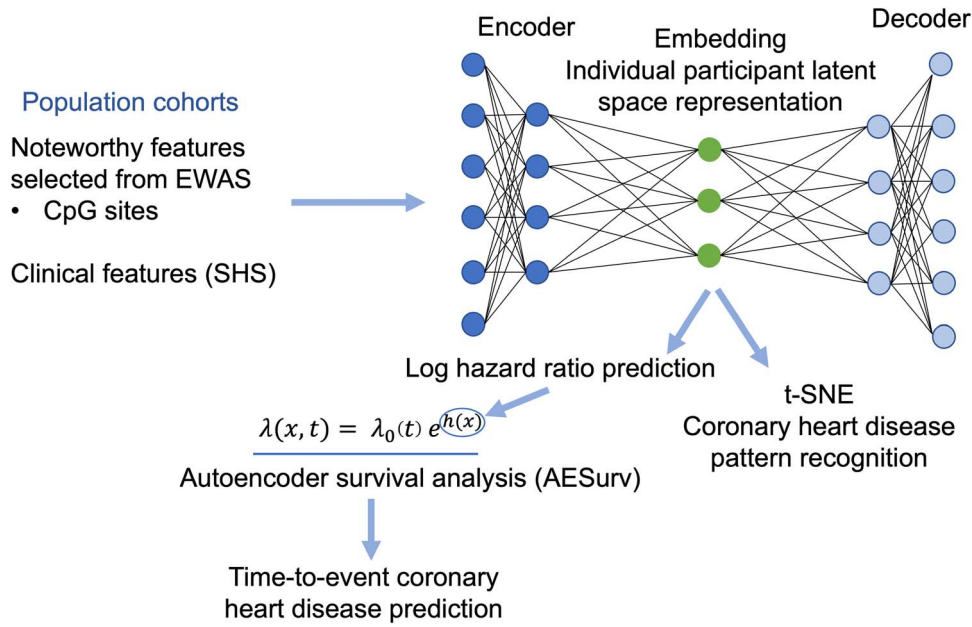 Encoder
Decoder
Embedding
Individual participant latent
space representation
Population cohorts
Noteworthy features
selected from EWAS
• CpG sites
Clinical features (SHS)
Log hazard ratio prediction
λ(x, t) = λ₀(t) e^h(x)
Autoencoder survival analysis (AESurv)
t-SNE
Coronary heart disease
pattern recognition
Time-to-event coronary
heart disease prediction